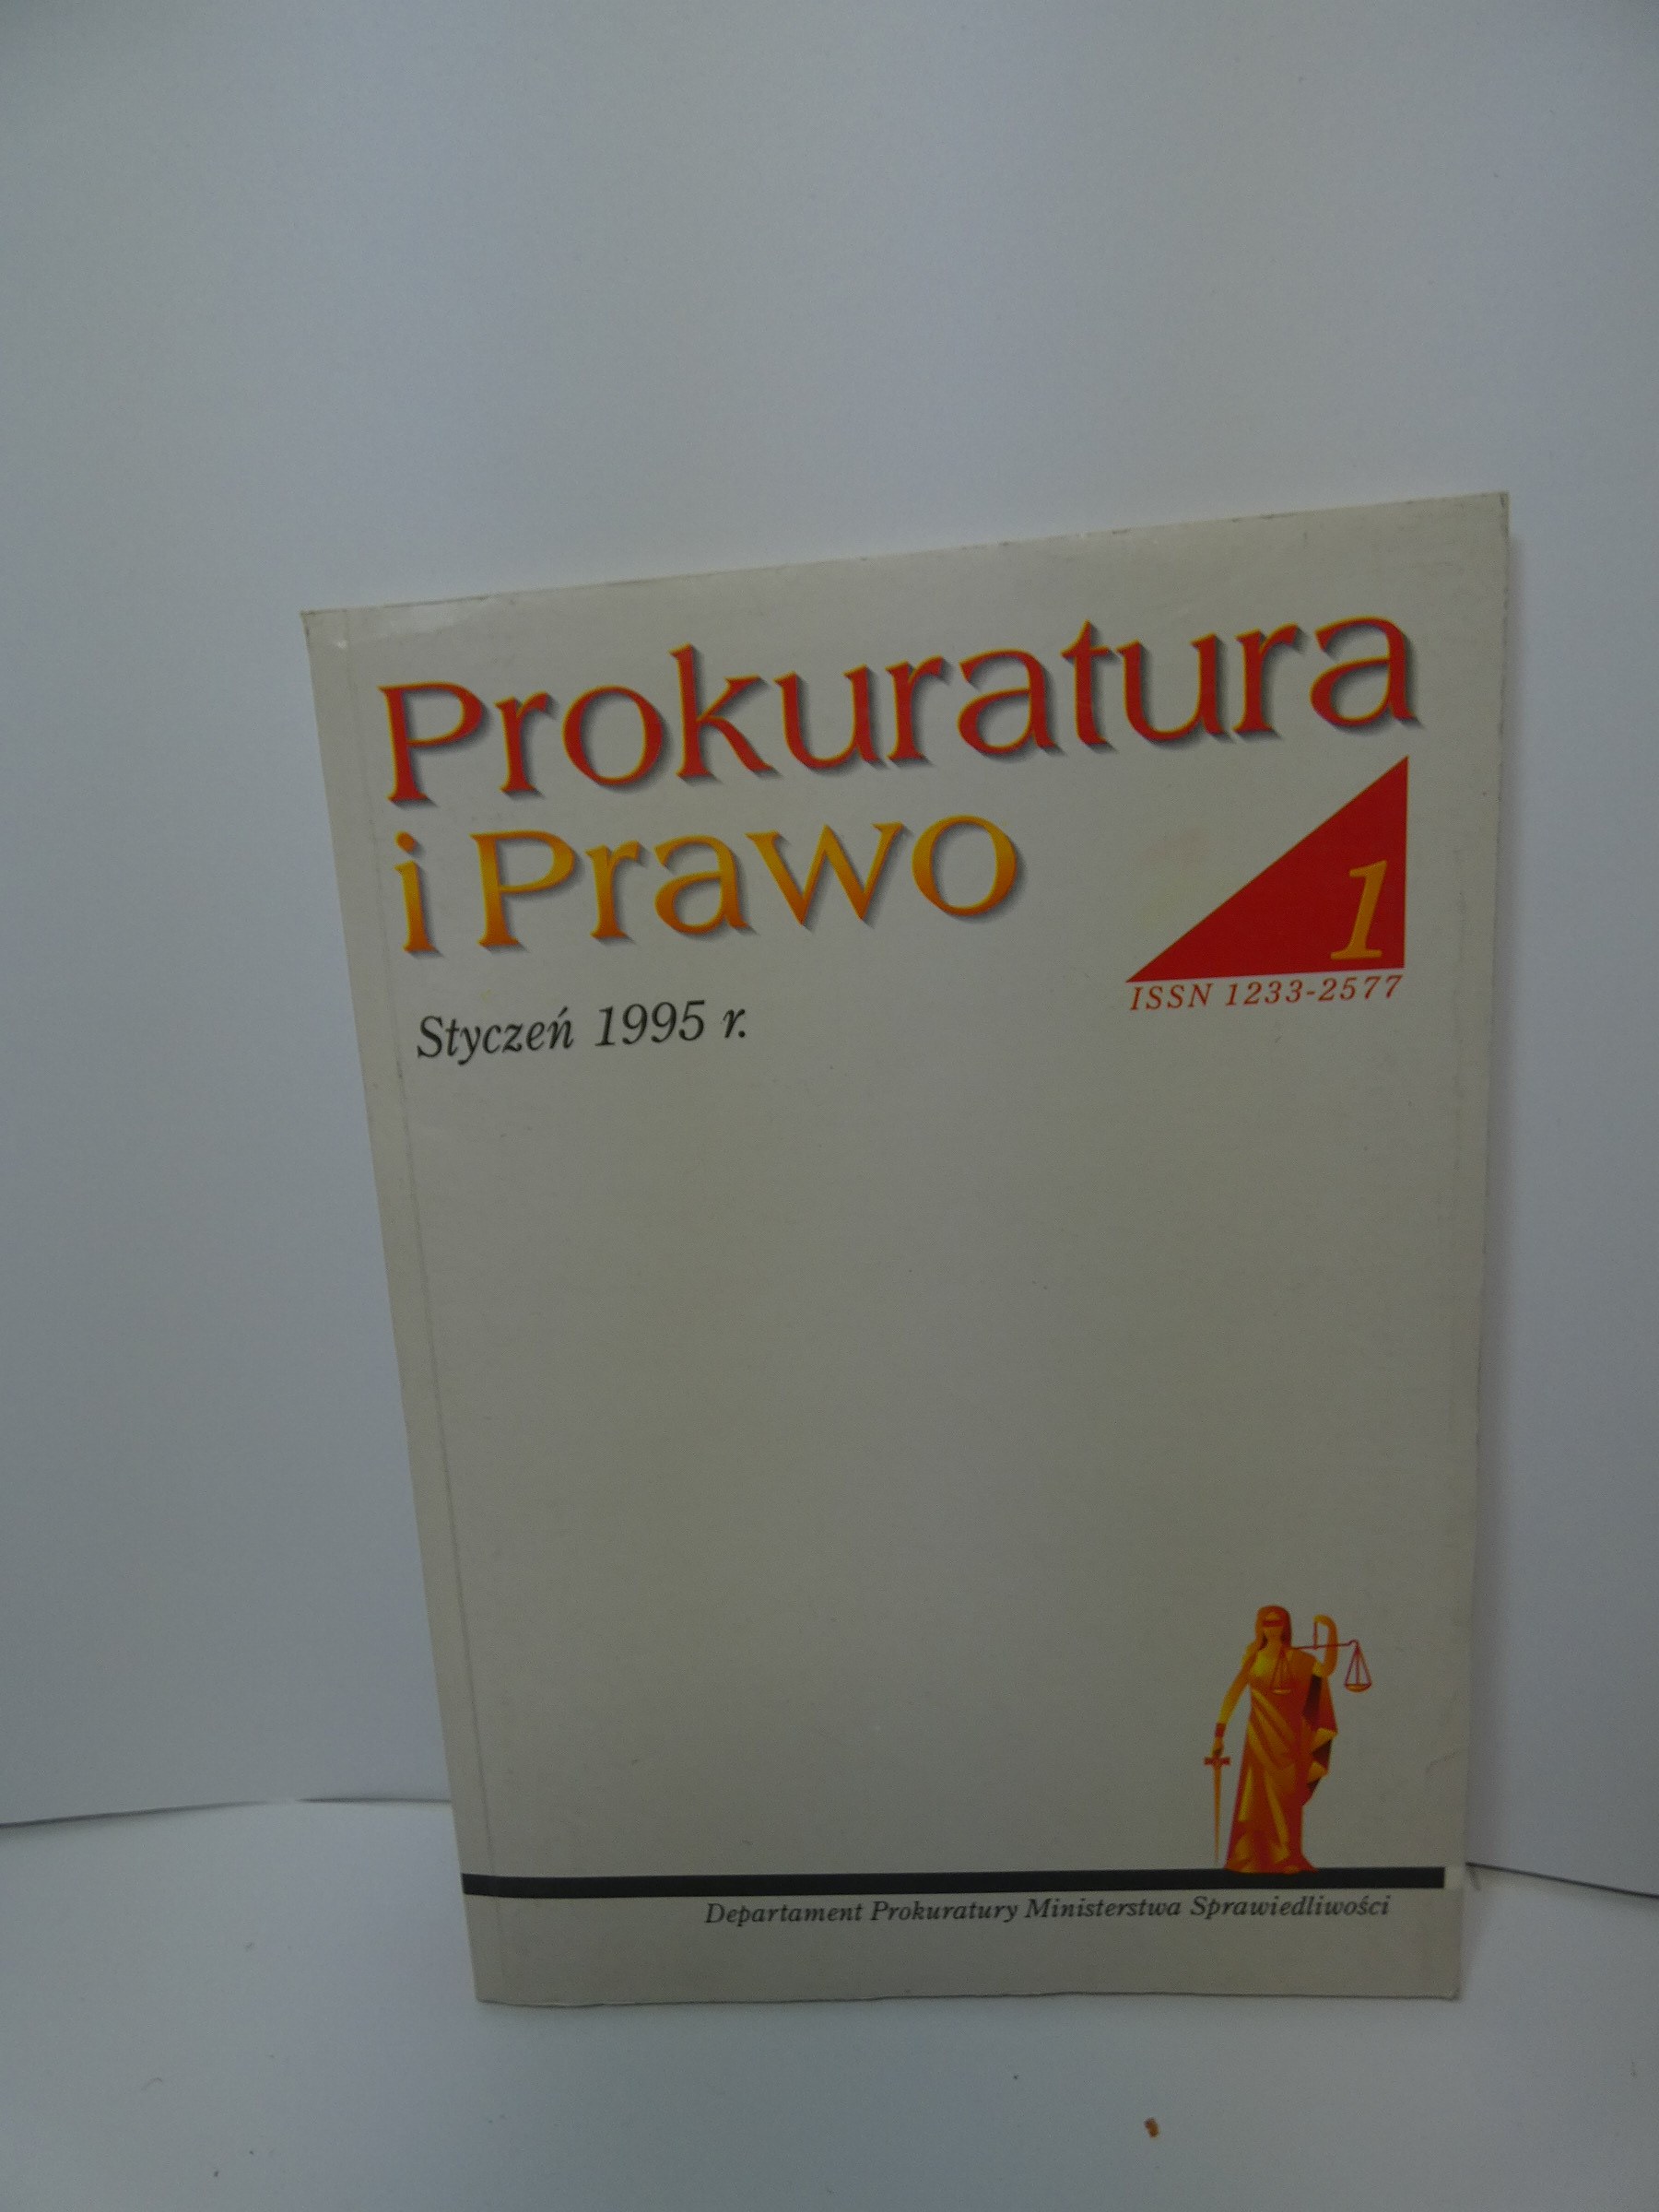 Prokuratura
i Prawo
1
ISSN 1233-2577
Styczeń 1995 r.
Departament Prokuratury Ministerstwa Sprawiedliwości